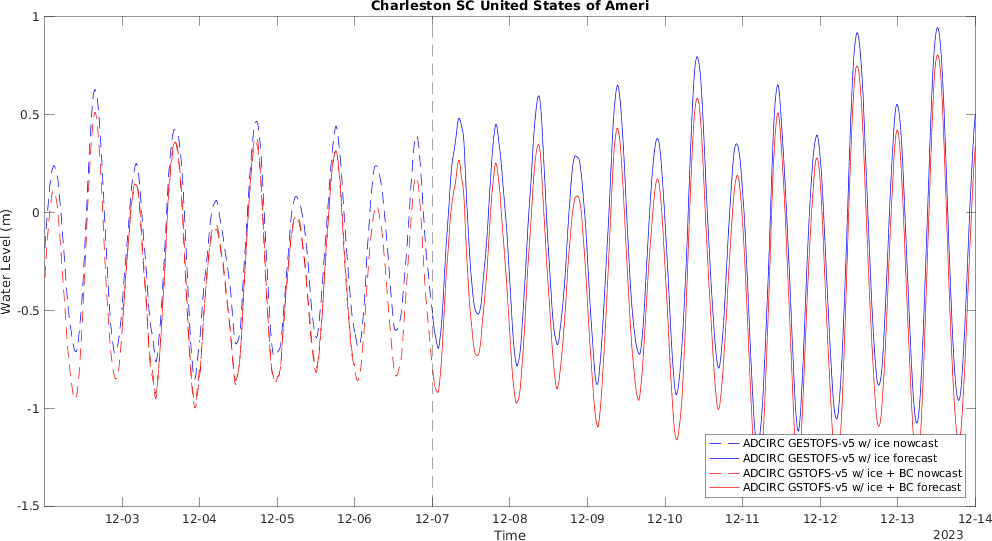 Charleston SC United States of Ameri
1
0.5
0
-0.5
-1
-1.5
Water Level (m)
ADCIRC GESTOFS-v5 w/ ice nowcast
ADCIRC GESTOFS-v5 w/ ice forecast
ADCIRC GSTOFS-v5 w/ ice + BC nowcast
ADCIRC GSTOFS-v5 w/ ice + BC forecast
12-03 12-04 12-05 12-06 12-07 12-08 12-09 12-10 12-11 12-12 12-13 12-14
Time
2023